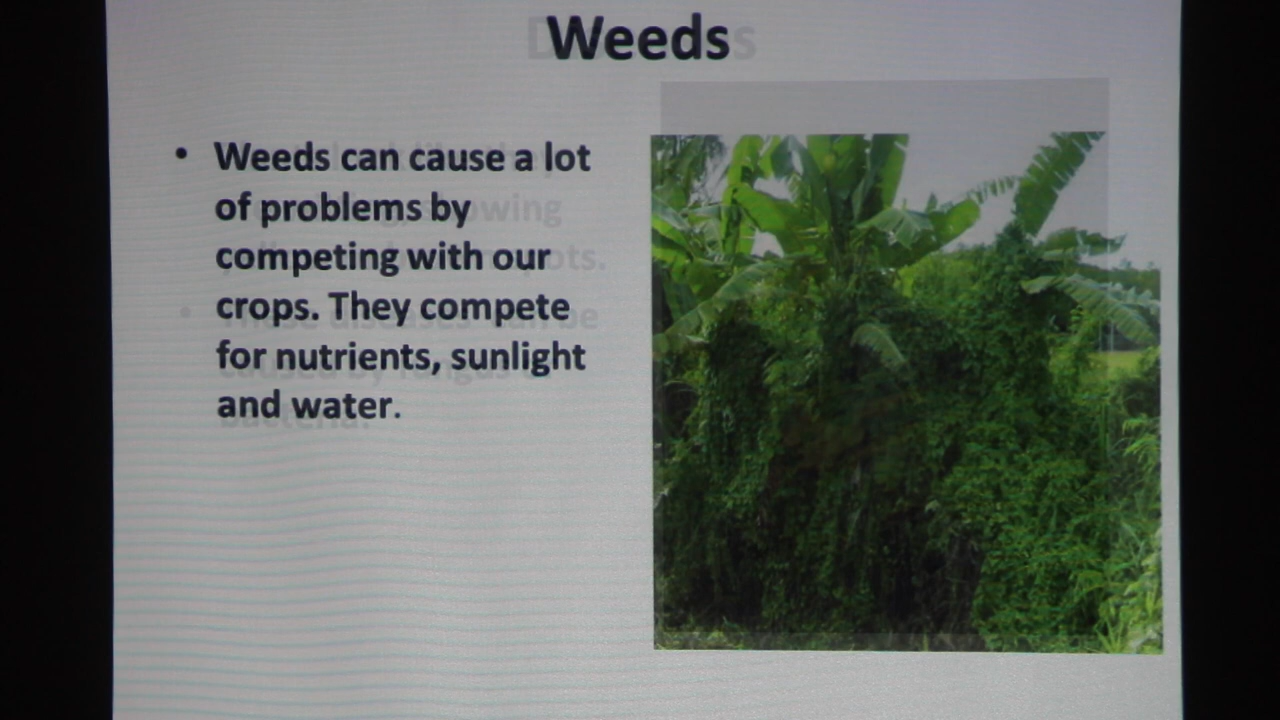 Weeds
• Weeds can cause a lot
of problems by
competing with our
crops. They compete
for nutrients, sunlight
and water.